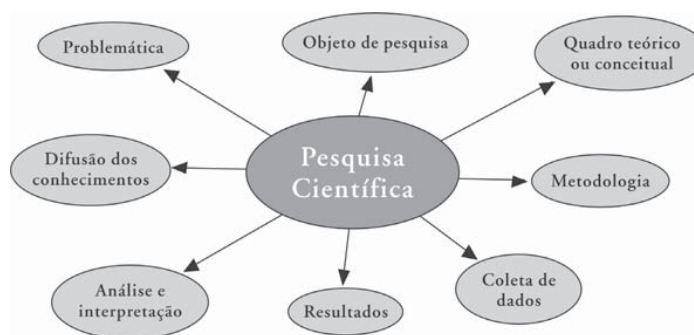 Problemática
Objeto de pesquisa
Quadro teórico
ou conceitual
Difusão dos
conhecimentos
Pesquisa
Científica
Metodologia
Análise e
interpretação
Resultados
Coleta de
dados